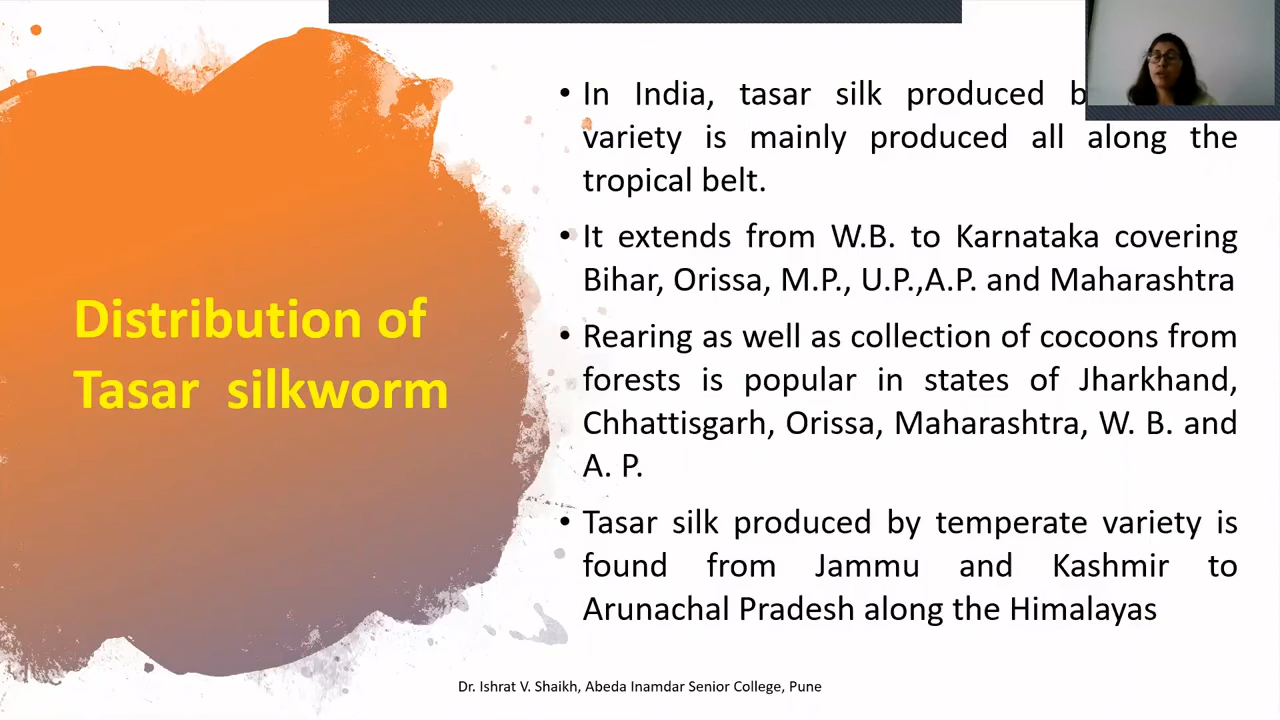 Distribution of
Tasar silkworm
• In India, tasar silk produced
variety is mainly produced all along the
tropical belt.
• It extends from W.B. to Karnataka covering
Bihar, Orissa, M.P., U.P.,A.P. and Maharashtra
• Rearing as well as collection of cocoons from
forests is popular in states of Jharkhand,
Chhattisgarh, Orissa, Maharashtra, W. B. and
A. P.
• Tasar silk produced by temperate variety is
found from Jammu and Kashmir to
Arunachal Pradesh along the Himalayas
Dr. Ishrat V. Shaikh, Abeda Inamdar Senior College, Pune